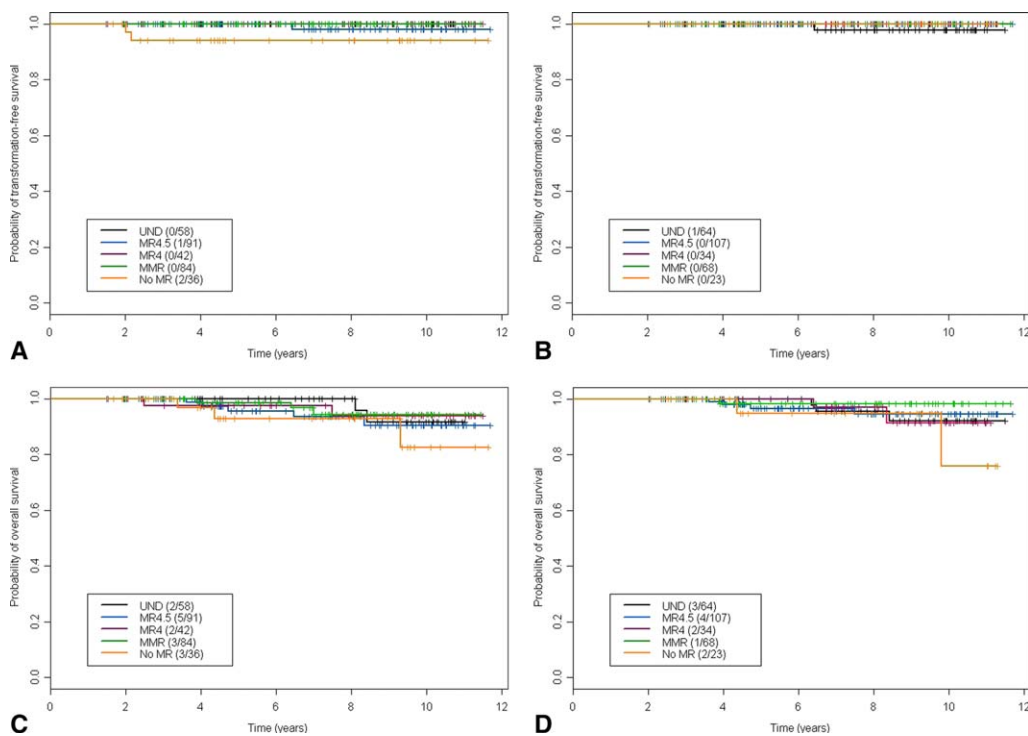 Probability of transformation-free survival
1.0
0.8
0.6
0.4
0.2
0.0
UND (0/58)
MR4.5 (1/91)
MR4 (0/42)
MMR (0/84)
No MR (2/36)
0 2 4 6 8 10 12
Time (years)
A
Probability of transformation-free survival
1.0
0.8
0.6
0.4
0.2
0.0
UND (1/64)
MR4.5 (0/107)
MR4 (0/34)
MMR (0/68)
No MR (0/23)
0 2 4 6 8 10 12
Time (years)
B
Probability of overall survival
1.0
0.8
0.6
0.4
0.2
0.0
UND (2/58)
MR4.5 (5/91)
MR4 (2/42)
MMR (3/84)
No MR (3/36)
0 2 4 6 8 10 12
Time (years)
C
Probability of overall survival
1.0
0.8
0.6
0.4
0.2
0.0
UND (3/64)
MR4.5 (4/107)
MR4 (2/34)
MMR (1/68)
No MR (2/23)
0 2 4 6 8 10 12
Time (years)
D